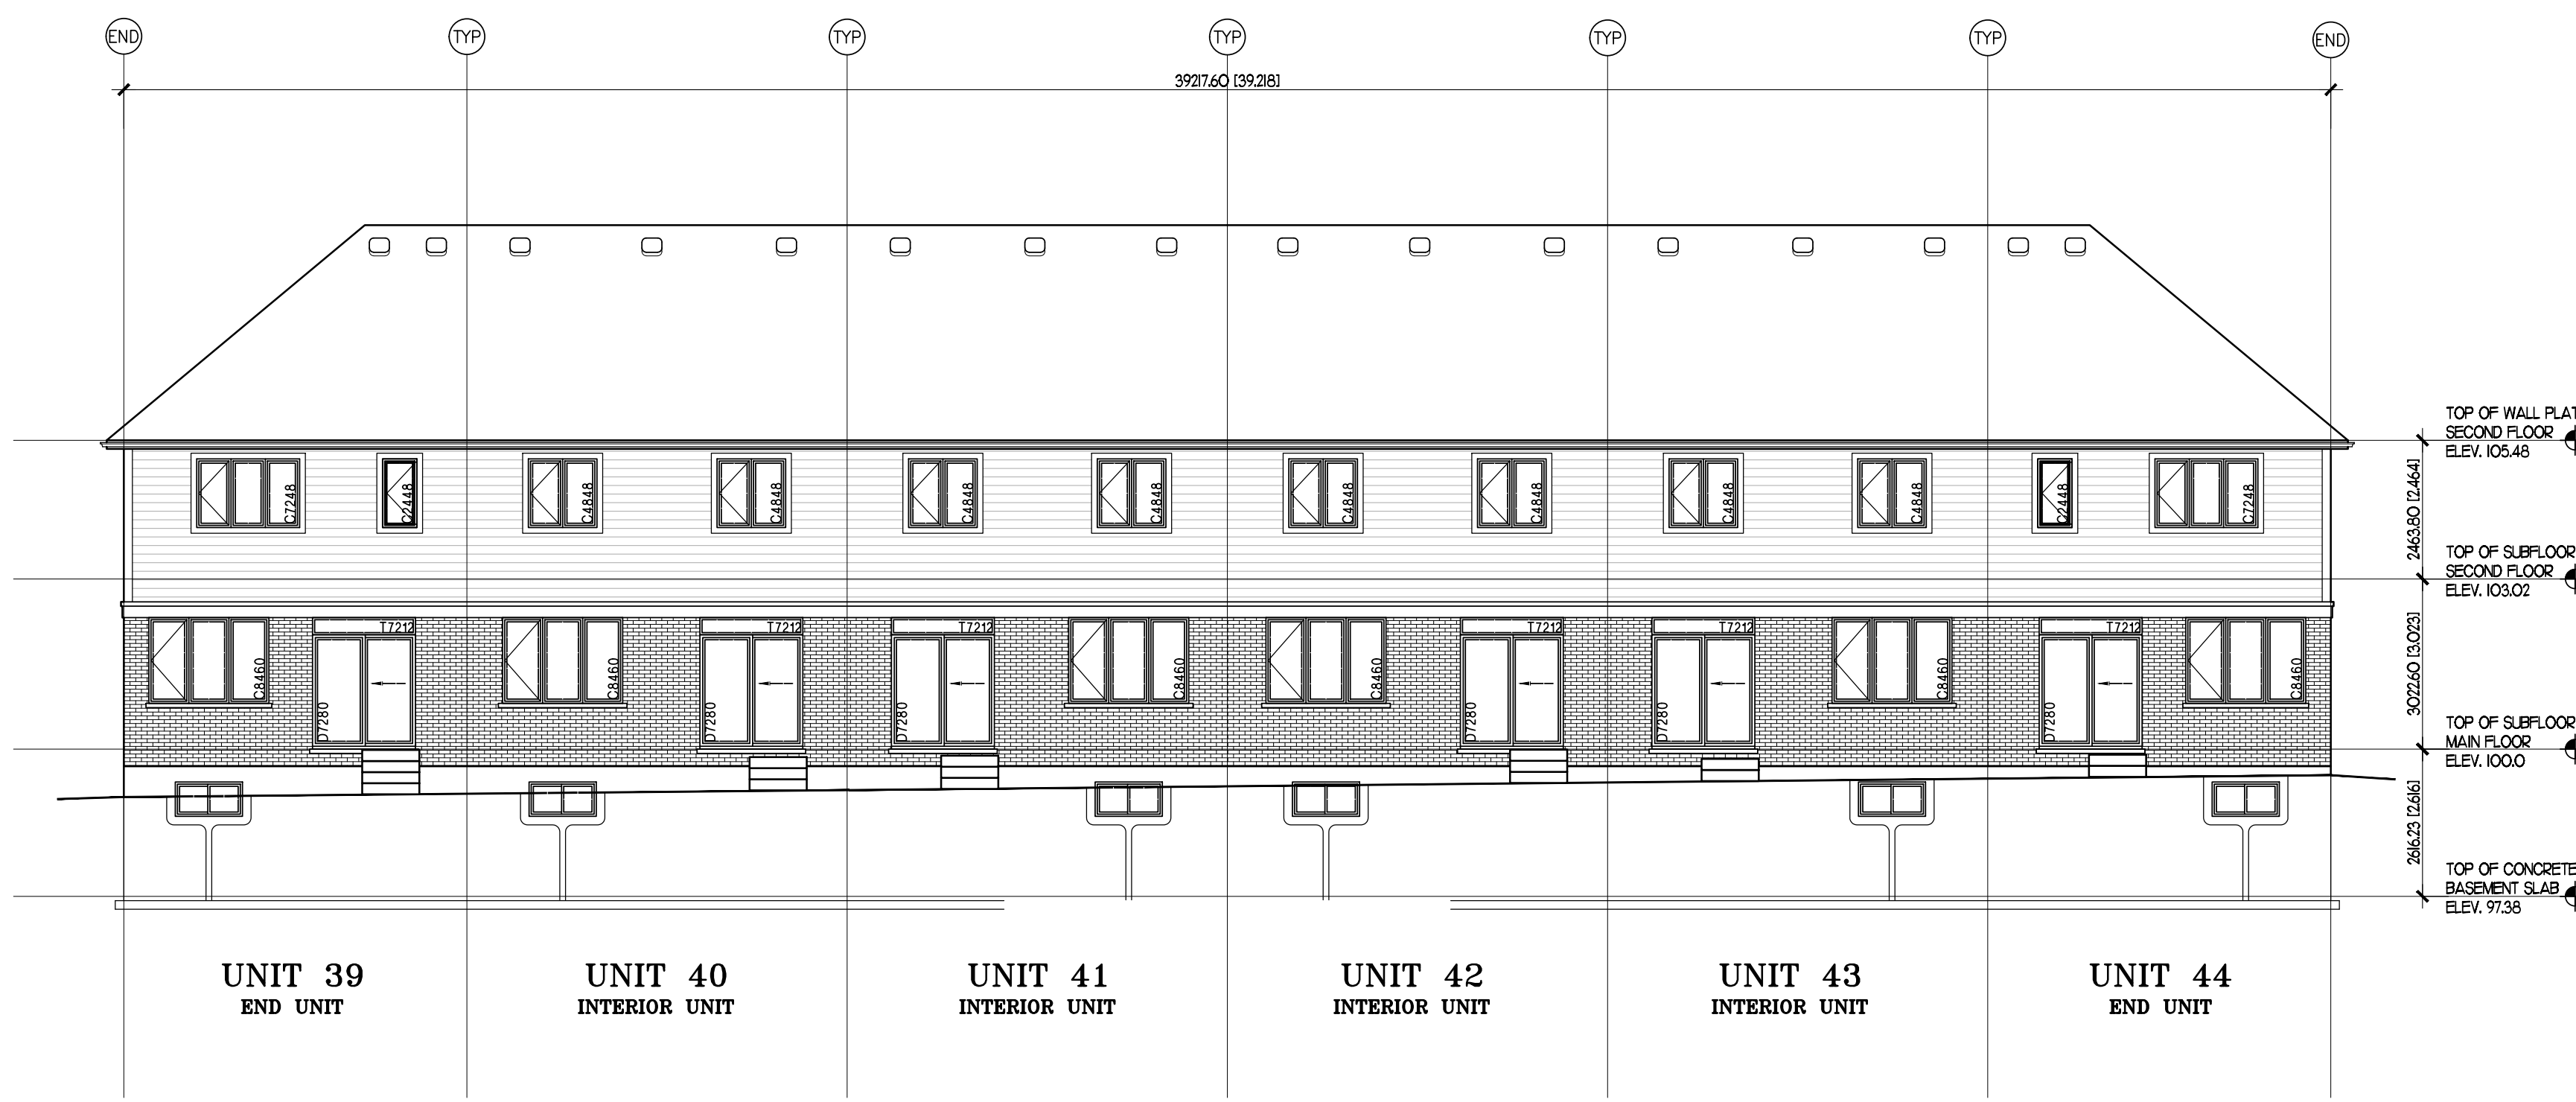 END TYP TYP TYP TYP TYP END
39217.60 [39.218]
TOP OF WALL PLAT
SECOND FLOOR
ELEV. 105.48
2463.80 [2.464]
C7248 C2448 C4848 C4848 C4848 C4848 C4848 C4848 C4848 C4848 C2448 C7248
TOP OF SUBFLOOR
SECOND FLOOR
ELEV. 103.02
3022.60 [3.023]
T7212 T7212 T7212 T7212 T7212 T7212
C8460 C8460 C8460 C8460 C8460 C8460
D7280 D7280 D7280 D7280 D7280 D7280
TOP OF SUBFLOOR
MAIN FLOOR
ELEV. 100.0
2616.23 [2.616]
TOP OF CONCRETE
BASEMENT SLAB
ELEV. 97.38
UNIT 39
END UNIT
UNIT 40
INTERIOR UNIT
UNIT 41
INTERIOR UNIT
UNIT 42
INTERIOR UNIT
UNIT 43
INTERIOR UNIT
UNIT 44
END UNIT